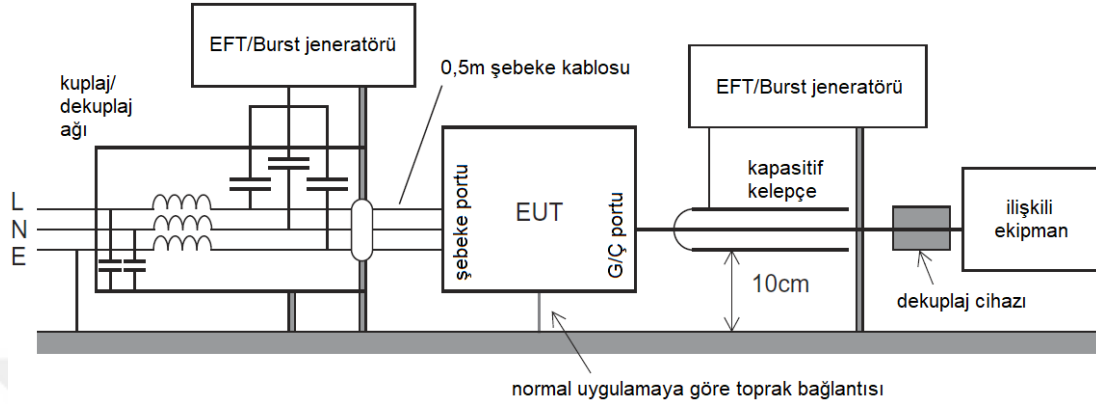 EFT/Burst jeneratörü
0,5m şebeke kablosu
kuplaj/
dekuplaj
ağı
EFT/Burst jeneratörü
kapasitif
kelepçe
L
N
E
şebeke portu
EUT
G/Ç portu
ilişkili
ekipman
10cm
dekuplaj cihazı
normal uygulamaya göre toprak bağlantısı